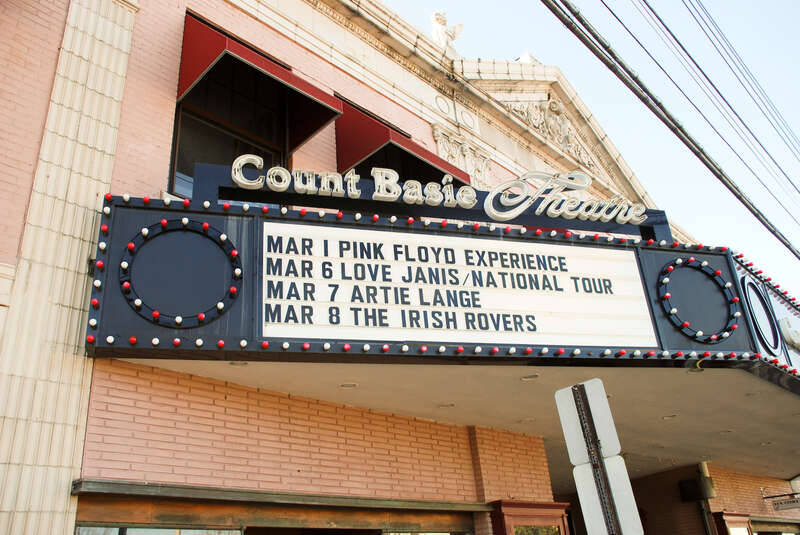 Count Basie Theatre
MAR 1 PINK FLOYD EXPERIENCE
MAR 6 LOVE JANIS/NATIONAL TOUR
MAR 7 ARTIE LANGE
MAR 8 THE IRISH ROVERS